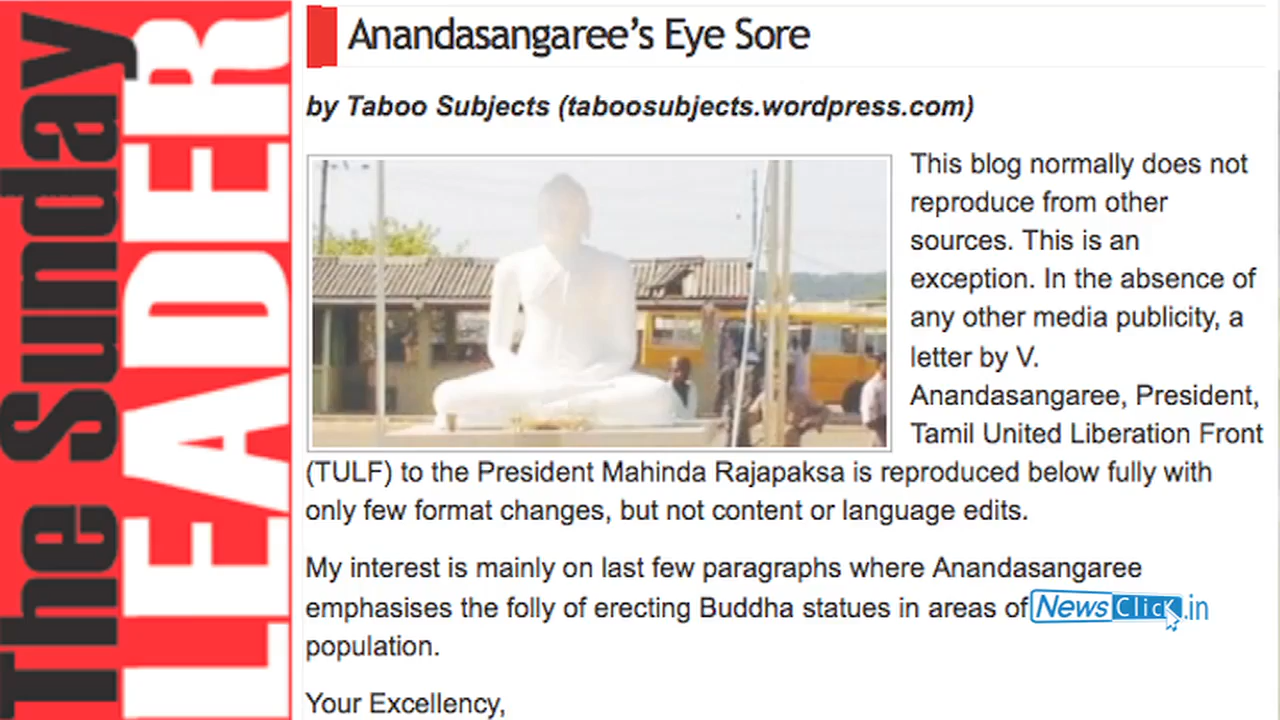 The Sunday
LEADER
Anandasangaree’s Eye Sore
by Taboo Subjects (taboosubjects.wordpress.com)
This blog normally does not
reproduce from other
sources. This is an
exception. In the absence of
any other media publicity, a
letter by V.
Anandasangaree, President,
Tamil United Liberation Front
(TULF) to the President Mahinda Rajapaksa is reproduced below fully with
only few format changes, but not content or language edits.
My interest is mainly on last few paragraphs where Anandasangaree
emphasises the folly of erecting Buddha statues in areas of
NewsClick.in
population.
Your Excellency,